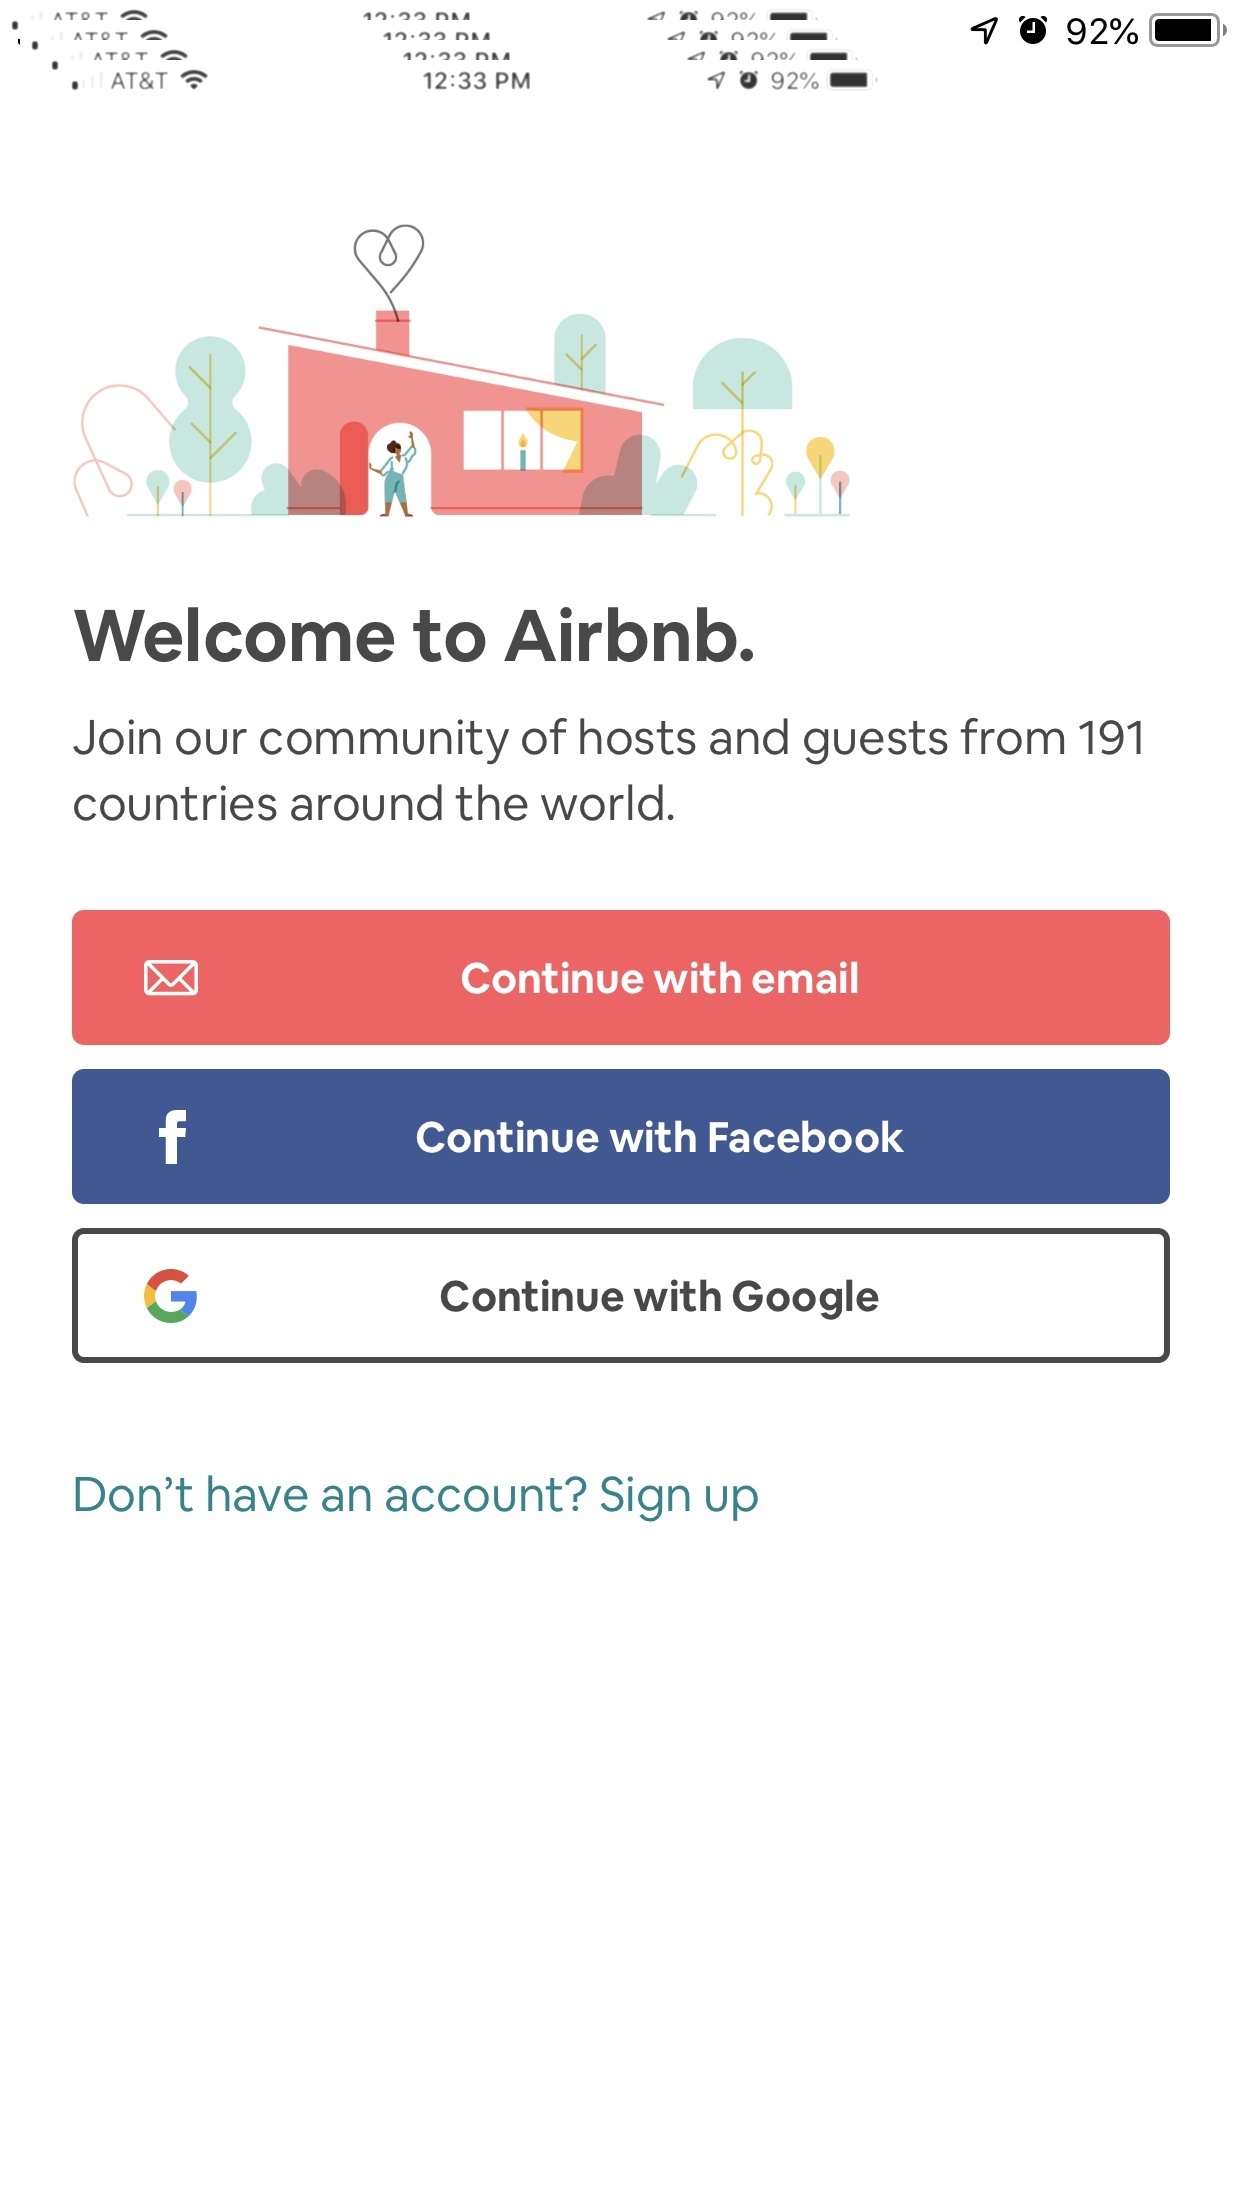 92%
AT&T 12:33 PM 92%
Welcome to Airbnb.
Join our community of hosts and guests from 191
countries around the world.
Continue with email
f Continue with Facebook
G Continue with Google
Don’t have an account? Sign up